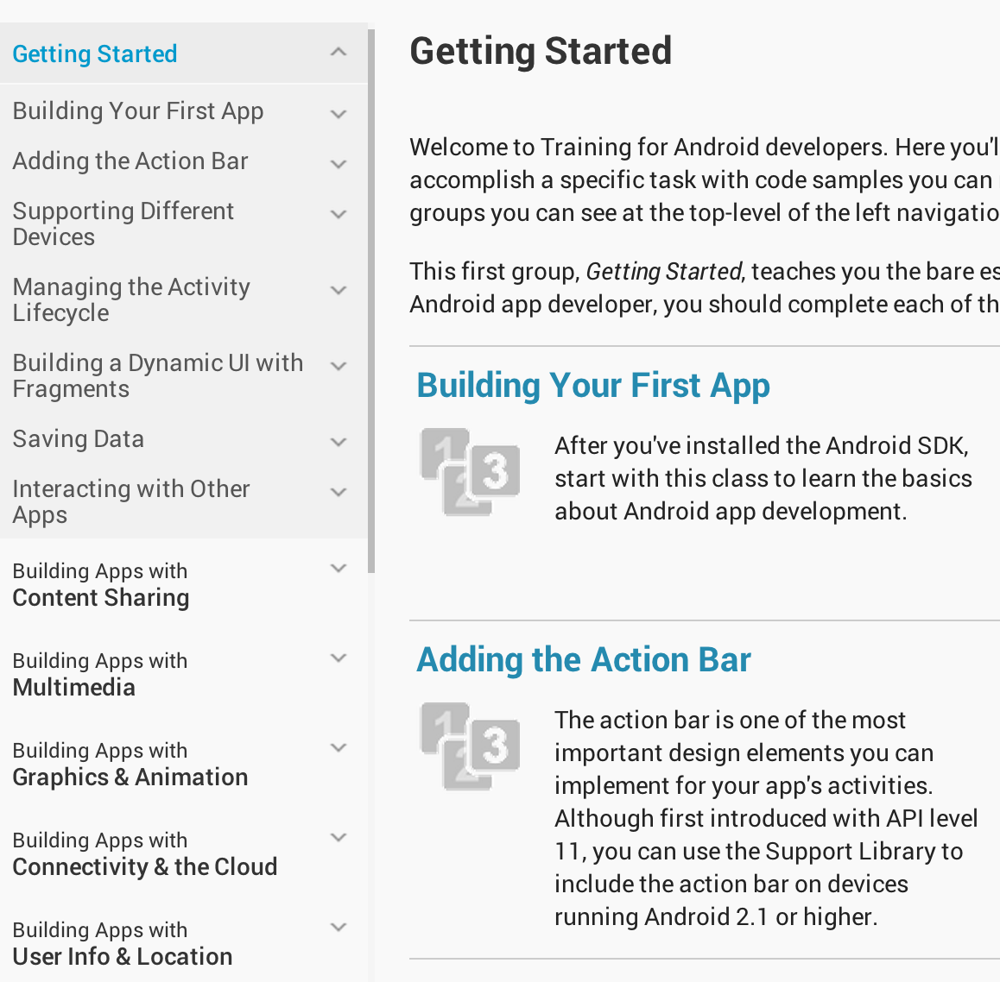 Getting Started
Building Your First App
Adding the Action Bar
Supporting Different
Devices
Managing the Activity
Lifecycle
Building a Dynamic UI with
Fragments
Saving Data
Interacting with Other
Apps
Building Apps with
Content Sharing
Building Apps with
Multimedia
Building Apps with
Graphics & Animation
Building Apps with
Connectivity & the Cloud
Building Apps with
User Info & Location
Getting Started
Welcome to Training for Android developers. Here you'l
accomplish a specific task with code samples you can
groups you can see at the top-level of the left navigatio
This first group, Getting Started, teaches you the bare es
Android app developer, you should complete each of th
Building Your First App
1
2
3
After you've installed the Android SDK,
start with this class to learn the basics
about Android app development.
Adding the Action Bar
1
2
3
The action bar is one of the most
important design elements you can
implement for your app's activities.
Although first introduced with API level
11, you can use the Support Library to
include the action bar on devices
running Android 2.1 or higher.